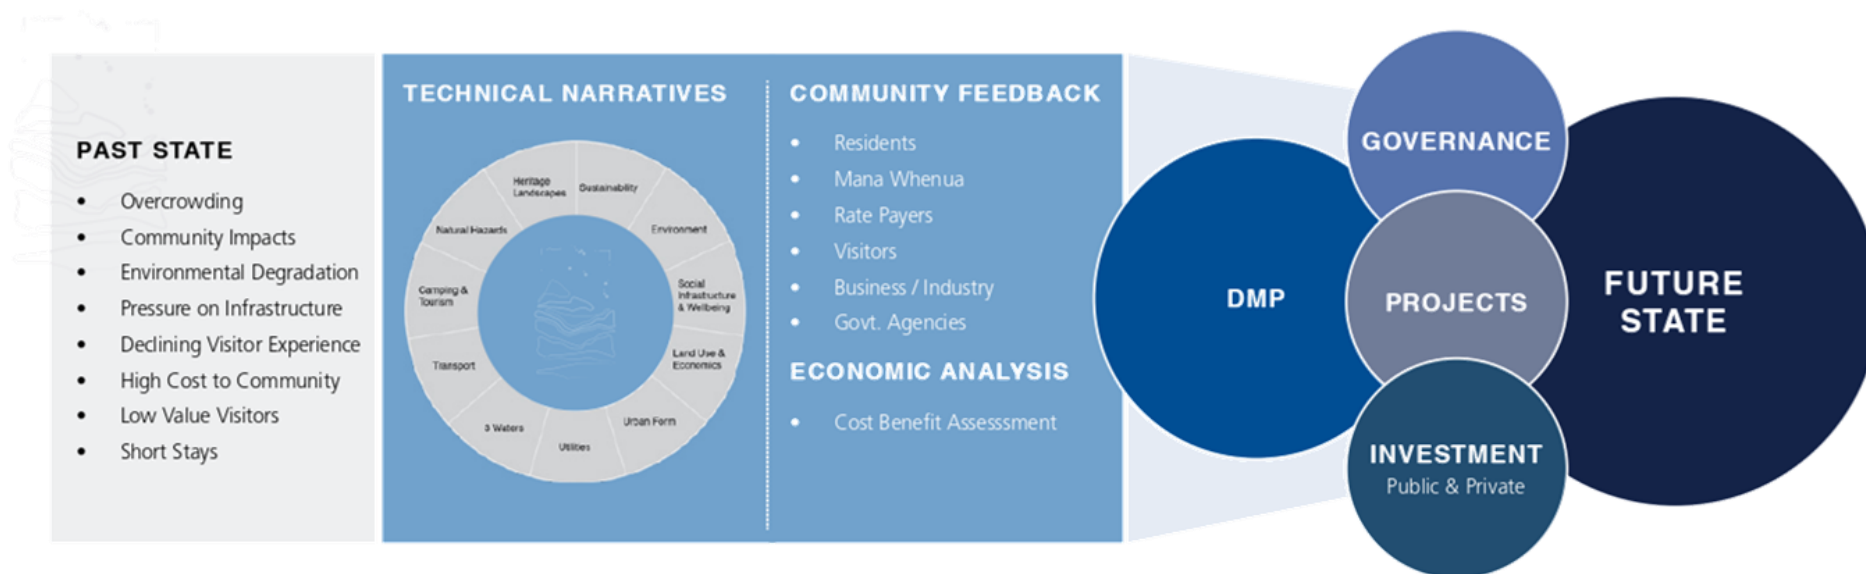 PAST STATE
• Overcrowding
• Community Impacts
• Environmental Degradation
• Pressure on Infrastructure
• Declining Visitor Experience
• High Cost to Community
• Low Value Visitors
• Short Stays
TECHNICAL NARRATIVES
Heritage
Landscapes
Sustainability
Environment
Social
Infrastructure
& Wellbeing
Land Use &
Economics
Urban Form
Utilities
3 Waters
Transport
Camping &
Tourism
Natural Hazards
COMMUNITY FEEDBACK
• Residents
• Mana Whenua
• Rate Payers
• Visitors
• Business / Industry
• Govt. Agencies
ECONOMIC ANALYSIS
• Cost Benefit Assesssment
DMP
GOVERNANCE
PROJECTS
INVESTMENT
Public & Private
FUTURE
STATE